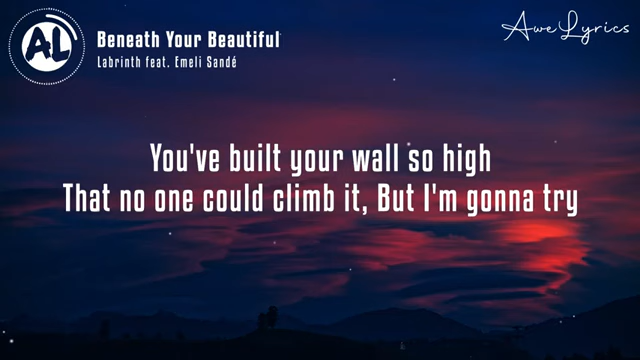 AL
Beneath Your Beautiful
AweLyrics
Labrinth feat. Emeli Sandé
You've built your wall so high
That no one could climb it, But I'm gonna try